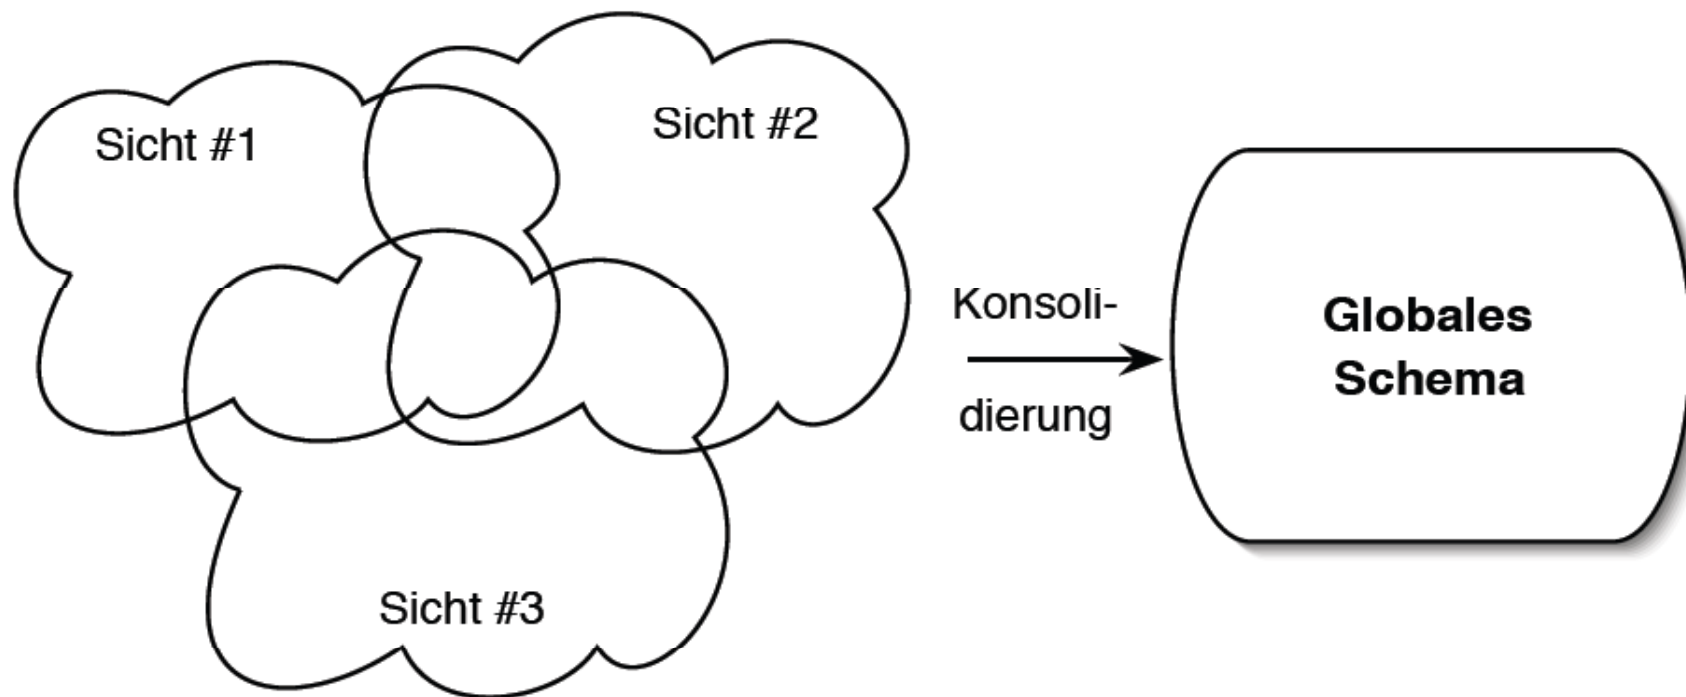 Sicht #1
Sicht #2
Sicht #3
Konsoli-
dierung
Globales
Schema